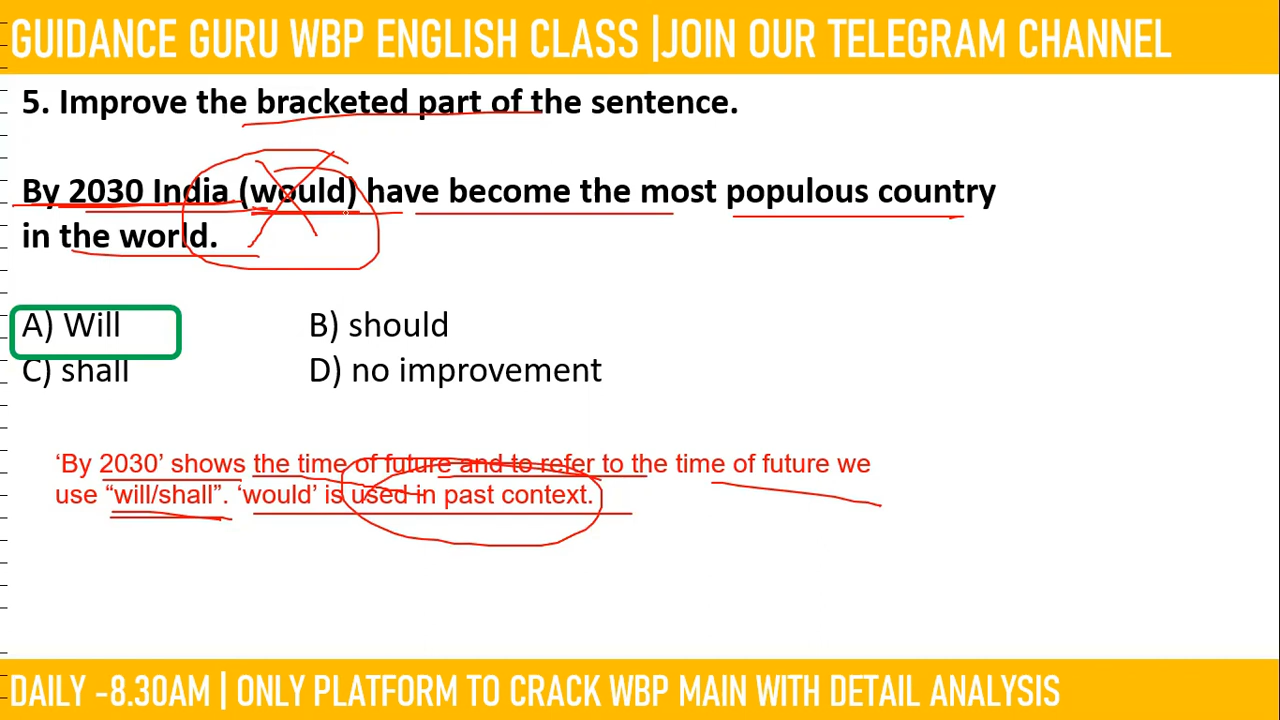 GUIDANCE GURU WBP ENGLISH CLASS |JOIN OUR TELEGRAM CHANNEL
5. Improve the bracketed part of the sentence.
By 2030 India (would) have become the most populous country
in the world.
A) Will B) should
C) shall D) no improvement
‘By 2030’ shows the time of future and to refer to the time of future we
use “will/shall”. ‘would’ is used in past context.
DAILY -8.30AM | ONLY PLATFORM TO CRACK WBP MAIN WITH DETAIL ANALYSIS